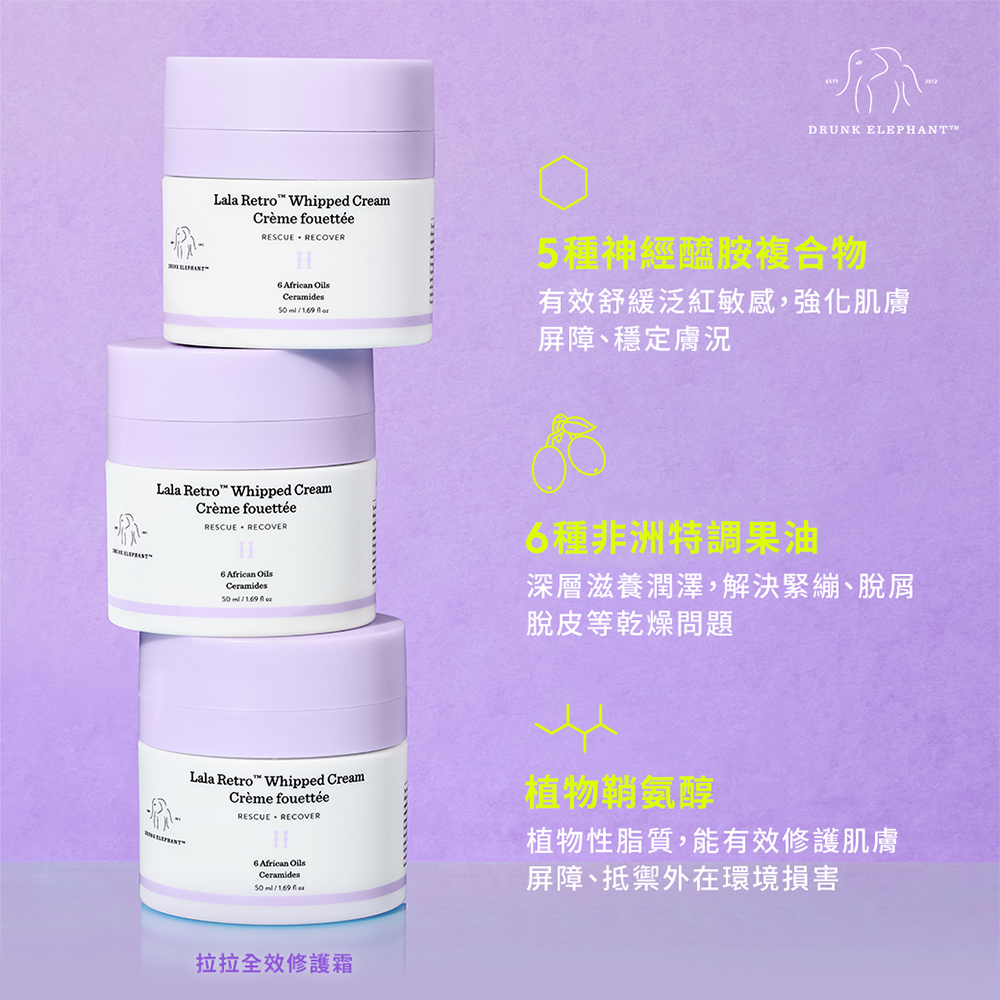 EST? 2012
DRUNK ELEPHANT™
Lala Retro™ Whipped Cream
Crème fouettée
RESCUE + RECOVER
DRUNK ELEPHANT™
6 African Oils
Ceramides
50 ml / 1.69 fl oz
Lala Retro™ Whipped Cream
Crème fouettée
RESCUE + RECOVER
DRUNK ELEPHANT™
6 African Oils
Ceramides
50 ml / 1.69 fl oz
Lala Retro™ Whipped Cream
Crème fouettée
RESCUE + RECOVER
DRUNK ELEPHANT™
6 African Oils
Ceramides
50 ml / 1.69 fl oz
拉拉全效修護霜
5種神經醯胺複合物
有效舒緩泛紅敏感，強化肌膚
屏障、穩定膚況
6種非洲特調果油
深層滋養潤澤，解決緊繃、脫屑
脫皮等乾燥問題
植物鞘氨醇
植物性脂質，能有效修護肌膚
屏障、抵禦外在環境損害